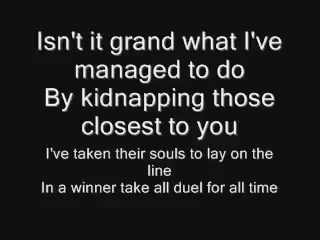 Isn't it grand what I've
managed to do
By kidnapping those
closest to you
I've taken their souls to lay on the
line
In a winner take all duel for all time